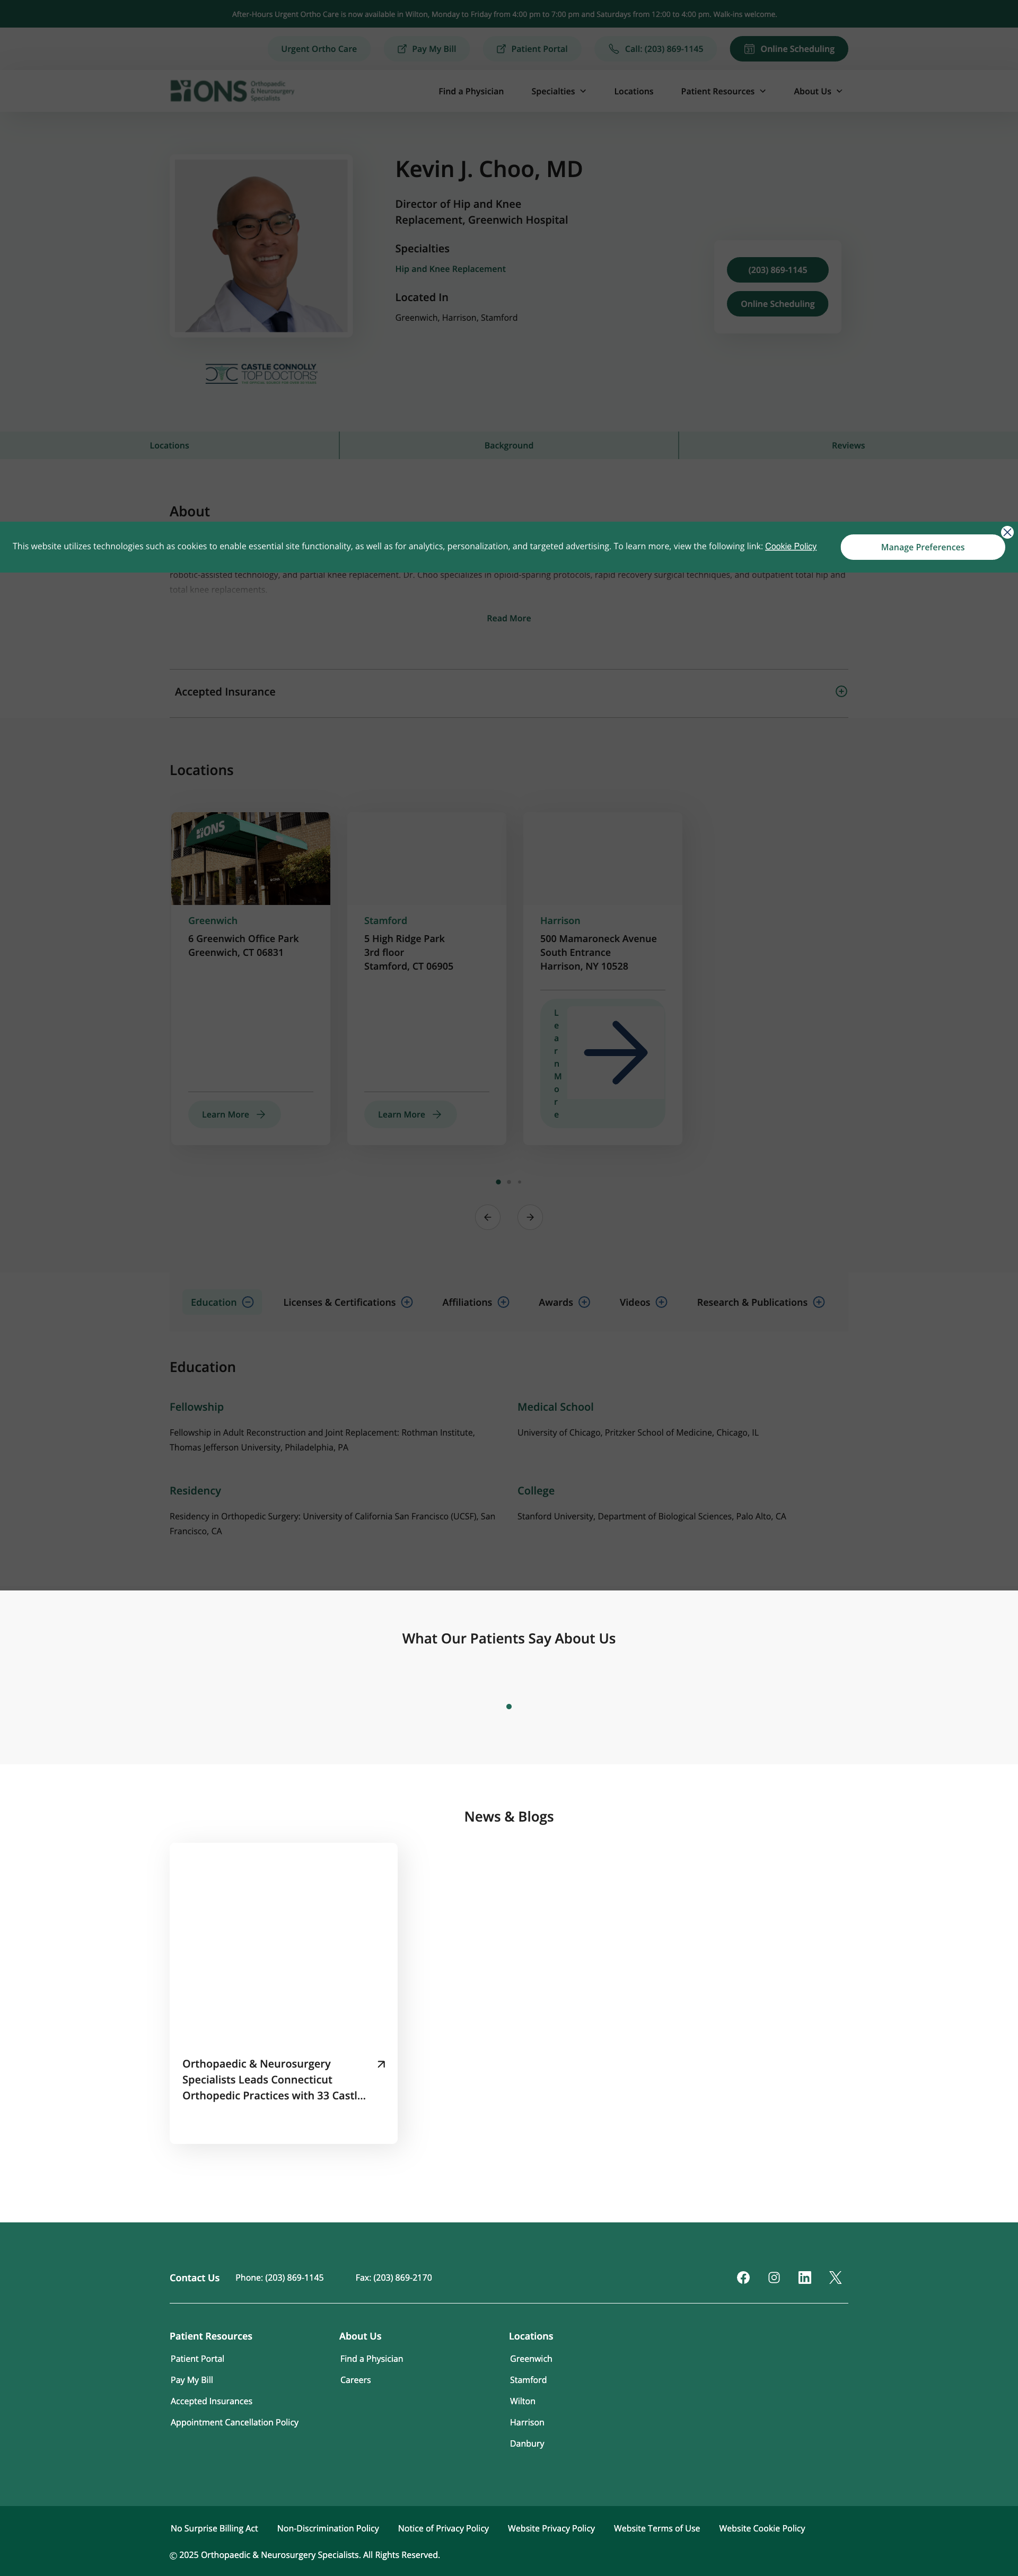 After-Hours Urgent Ortho Care is now available in Wilton, Monday to Friday from 4:00 pm to 7:00 pm and Saturdays from 12:00 to 4:00 pm. Walk-ins welcome.
Urgent Ortho Care
Pay My Bill
Patient Portal
Call: (203) 869-1145
Online Scheduling
ONS Orthopaedic & Neurosurgery Specialists
Find a Physician
Specialties
Locations
Patient Resources
About Us
Kevin J. Choo, MD
Director of Hip and Knee
Replacement, Greenwich Hospital
Specialties
Hip and Knee Replacement
Located In
Greenwich, Harrison, Stamford
(203) 869-1145
Online Scheduling
CASTLE CONNOLLY
TOP DOCTORS
Locations
Background
Reviews
About
This website utilizes technologies such as cookies to enable essential site functionality, as well as for analytics, personalization, and targeted advertising. To learn more, view the following link: Cookie Policy
Manage Preferences
robotic-assisted technology, and partial knee replacement. Dr. Choo specializes in opioid-sparing protocols, rapid recovery surgical techniques, and outpatient total hip and
total knee replacements.
Read More
Accepted Insurance
Locations
ONS
Greenwich
6 Greenwich Office Park
Greenwich, CT 06831
Learn More
Stamford
5 High Ridge Park
3rd floor
Stamford, CT 06905
Learn More
Harrison
500 Mamaroneck Avenue
South Entrance
Harrison, NY 10528
Learn More
Education
Licenses & Certifications
Affiliations
Awards
Videos
Research & Publications
Education
Fellowship
Fellowship in Adult Reconstruction and Joint Replacement: Rothman Institute,
Thomas Jefferson University, Philadelphia, PA
Medical School
University of Chicago, Pritzker School of Medicine, Chicago, IL
Residency
Residency in Orthopedic Surgery: University of California San Francisco (UCSF), San
Francisco, CA
College
Stanford University, Department of Biological Sciences, Palo Alto, CA
What Our Patients Say About Us
News & Blogs
Orthopaedic & Neurosurgery
Specialists Leads Connecticut
Orthopedic Practices with 33 Castl...
Contact Us
Phone: (203) 869-1145
Fax: (203) 869-2170
Patient Resources
Patient Portal
Pay My Bill
Accepted Insurances
Appointment Cancellation Policy
About Us
Find a Physician
Careers
Locations
Greenwich
Stamford
Wilton
Harrison
Danbury
No Surprise Billing Act
Non-Discrimination Policy
Notice of Privacy Policy
Website Privacy Policy
Website Terms of Use
Website Cookie Policy
© 2025 Orthopaedic & Neurosurgery Specialists. All Rights Reserved.